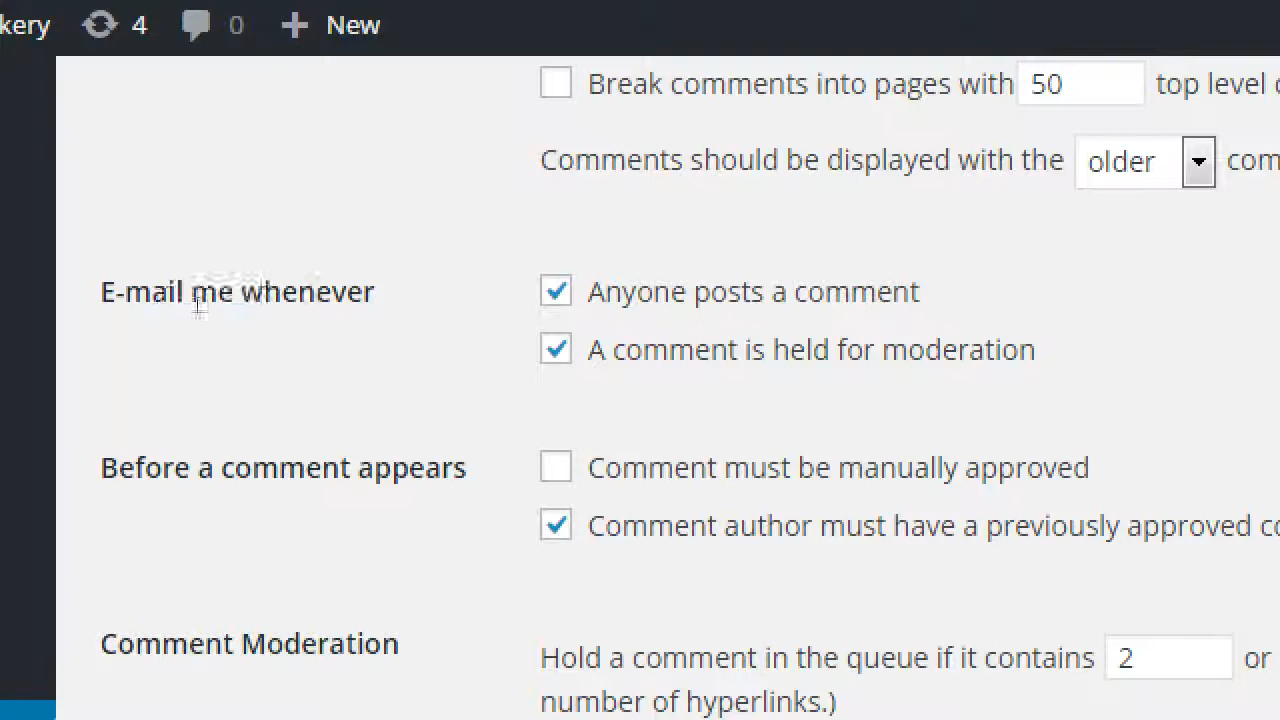 kery 4 0 New
Break comments into pages with 50 top level
Comments should be displayed with the older com
E-mail me whenever Anyone posts a comment
A comment is held for moderation
Before a comment appears Comment must be manually approved
Comment author must have a previously approved co
Comment Moderation
Hold a comment in the queue if it contains 2 or
number of hyperlinks.)